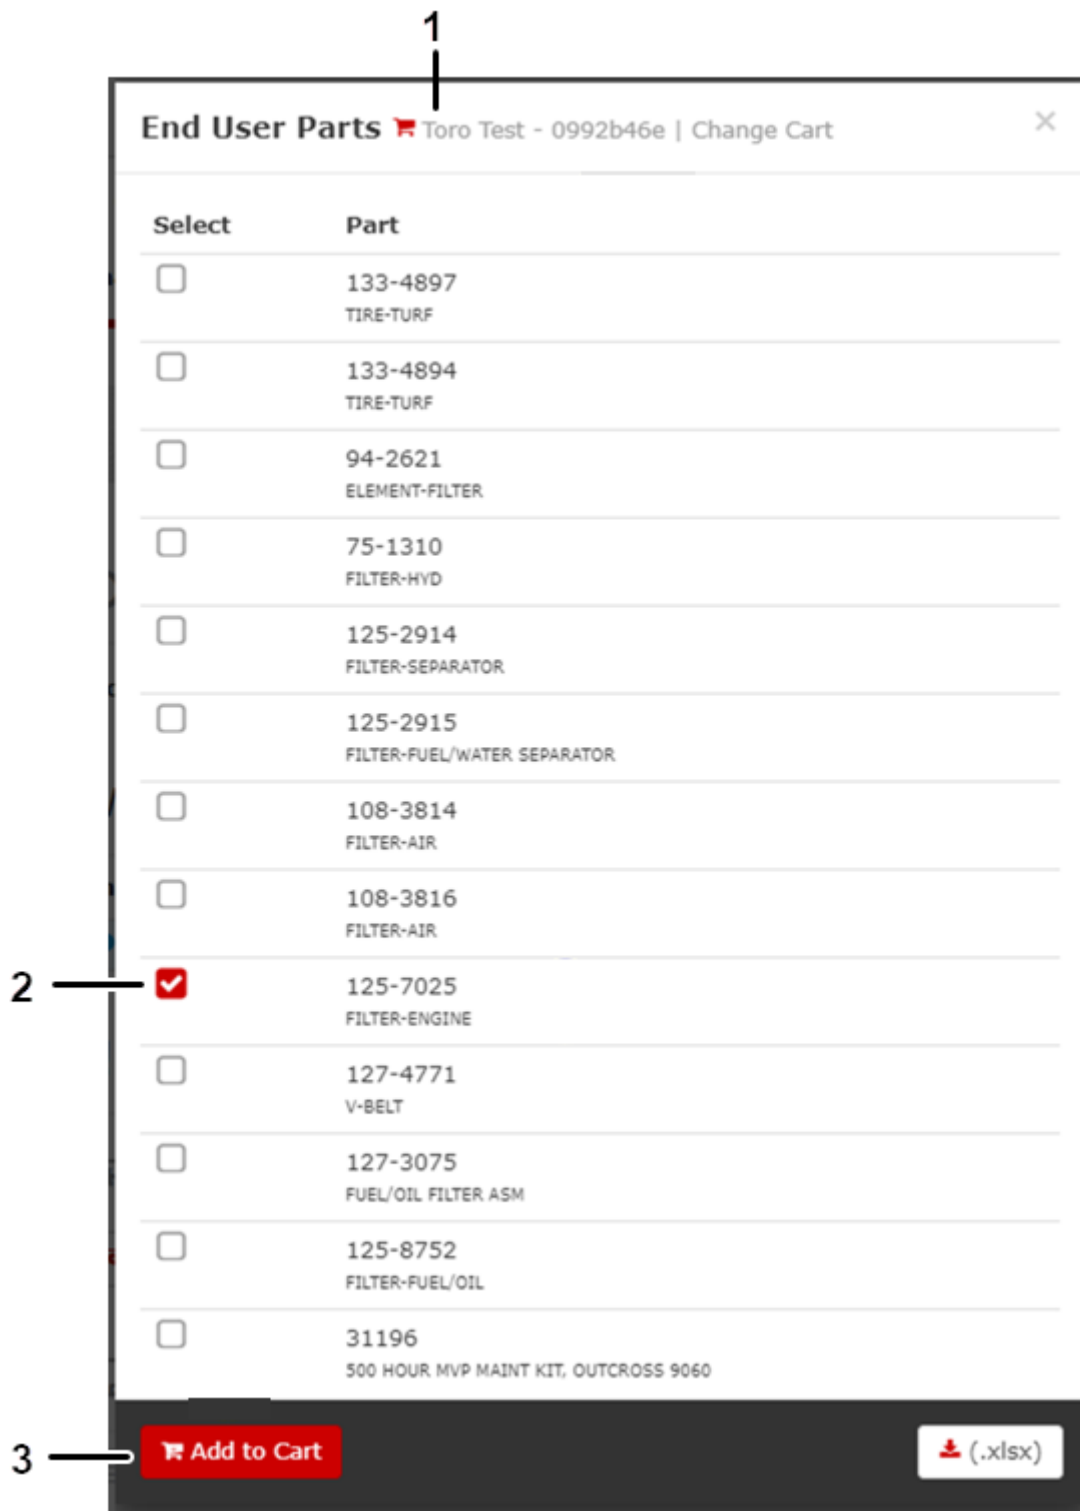 1
End User Parts Toro Test - 0992b46e | Change Cart ×
Select Part
133-4897
TIRE-TURF
133-4894
TIRE-TURF
94-2621
ELEMENT-FILTER
75-1310
FILTER-HYD
125-2914
FILTER-SEPARATOR
125-2915
FILTER-FUEL/WATER SEPARATOR
108-3814
FILTER-AIR
108-3816
FILTER-AIR
2
125-7025
FILTER-ENGINE
127-4771
V-BELT
127-3075
FUEL/OIL FILTER ASM
125-8752
FILTER-FUEL/OIL
31196
500 HOUR MVP MAINT KIT, OUTCROSS 9060
3
Add to Cart (.xlsx)